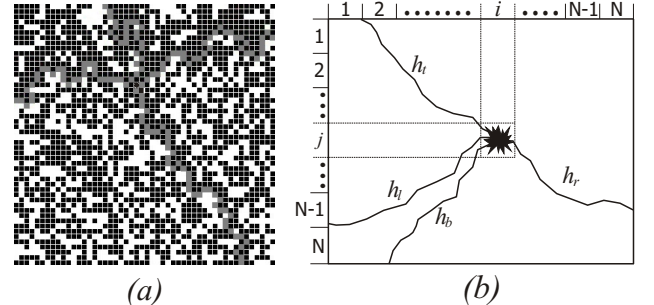 1 2 ....... i .... N-1 N
1
2
j
N-1
N
h_t
h_l
h_b
h_r
(a)
(b)